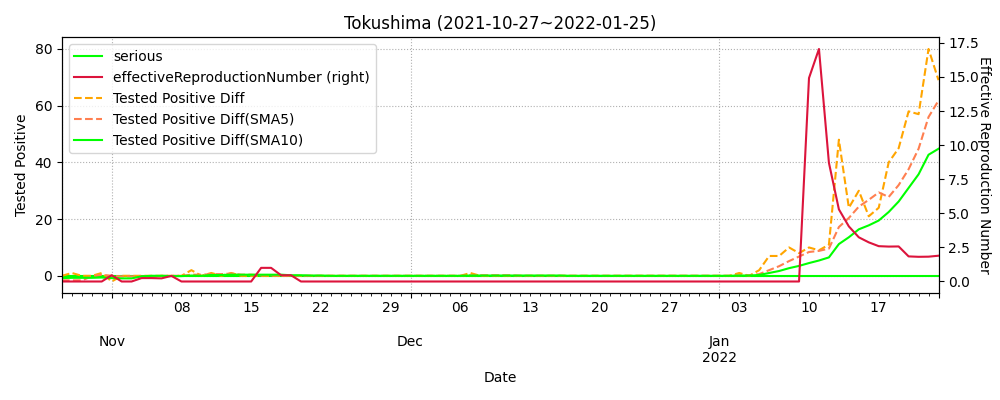 Tokushima (2021-10-27~2022-01-25)
serious
effectiveReproductionNumber (right)
Tested Positive Diff
Tested Positive Diff(SMA5)
Tested Positive Diff(SMA10)
Tested Positive
80
60
40
20
0
17.5
15.0
12.5
10.0
7.5
5.0
2.5
0.0
Effective Reproduction Number
08 15 22 29 06 13 20 27 03 10 17
Nov Dec Jan
2022
Date